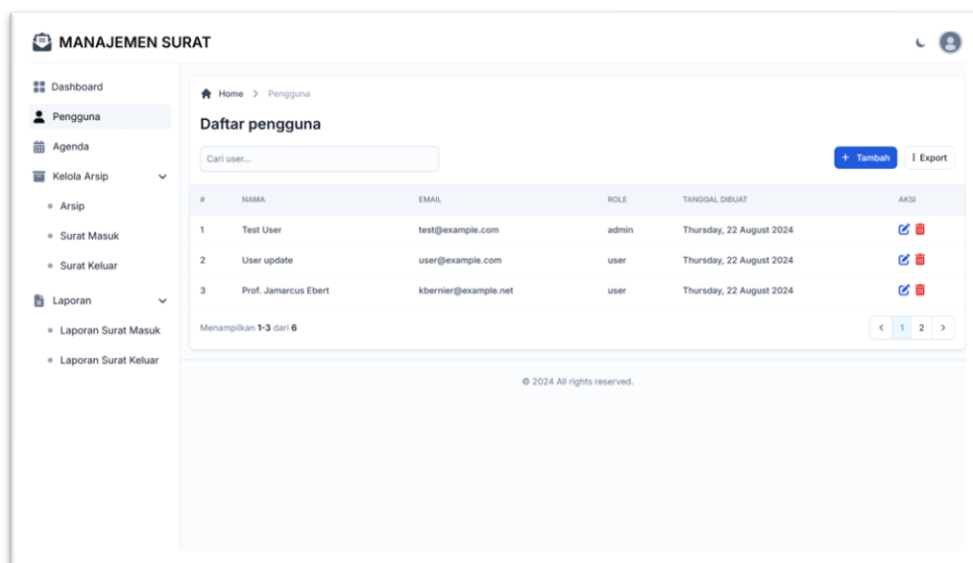 MANAJEMEN SURAT
Dashboard
Pengguna
Agenda
Kelola Arsip
Arsip
Surat Masuk
Surat Keluar
Laporan
Laporan Surat Masuk
Laporan Surat Keluar
Home > Pengguna
Daftar pengguna
Cari user...
+ Tambah
Export
# NAMA EMAIL ROLE TANGGAL DIBUAT AKSI
1 Test User test@example.com admin Thursday, 22 August 2024
2 User update user@example.com user Thursday, 22 August 2024
3 Prof. Jamarcus Ebert kbernier@example.net user Thursday, 22 August 2024
Menampilkan 1-3 dari 6
< 1 2 >
© 2024 All rights reserved.